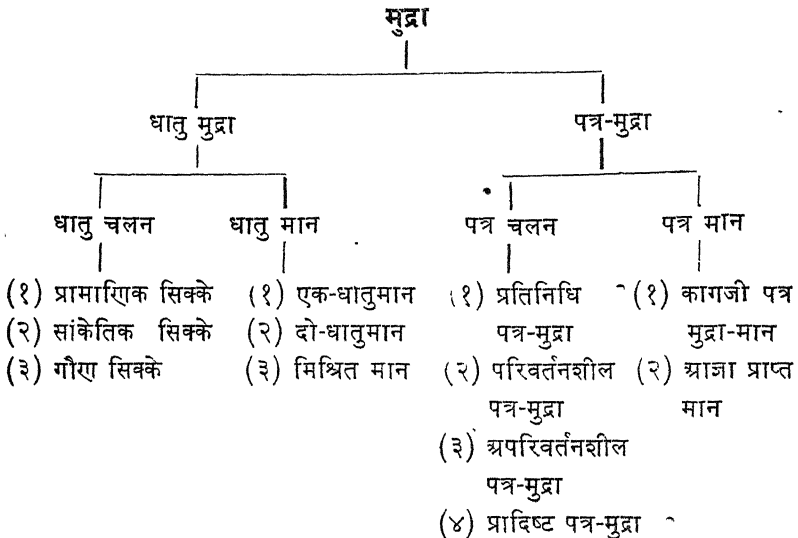 मुद्रा
धातु मुद्रा
पत्र-मुद्रा
धातु चलन
धातु मान
पत्र चलन
पत्र मान
(१) प्रामाणिक सिक्के
(२) सांकेतिक सिक्के
(३) गौण सिक्के
(१) एक-धातुमान
(२) दो-धातुमान
(३) मिश्रित मान
(१) प्रतिनिधि
पत्र-मुद्रा
(२) परिवर्तनशील
पत्र-मुद्रा
(३) अपरिवर्तनशील
पत्र-मुद्रा
(४) प्रादिष्ट पत्र-मुद्रा
(१) कागजी पत्र
मुद्रा-मान
(२) आज्ञा प्राप्त
मान